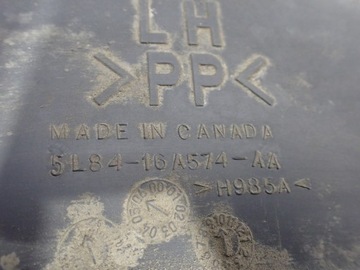 LH
>PP<
MADE IN CANADA
5L84-16A574-AA
>H985A<